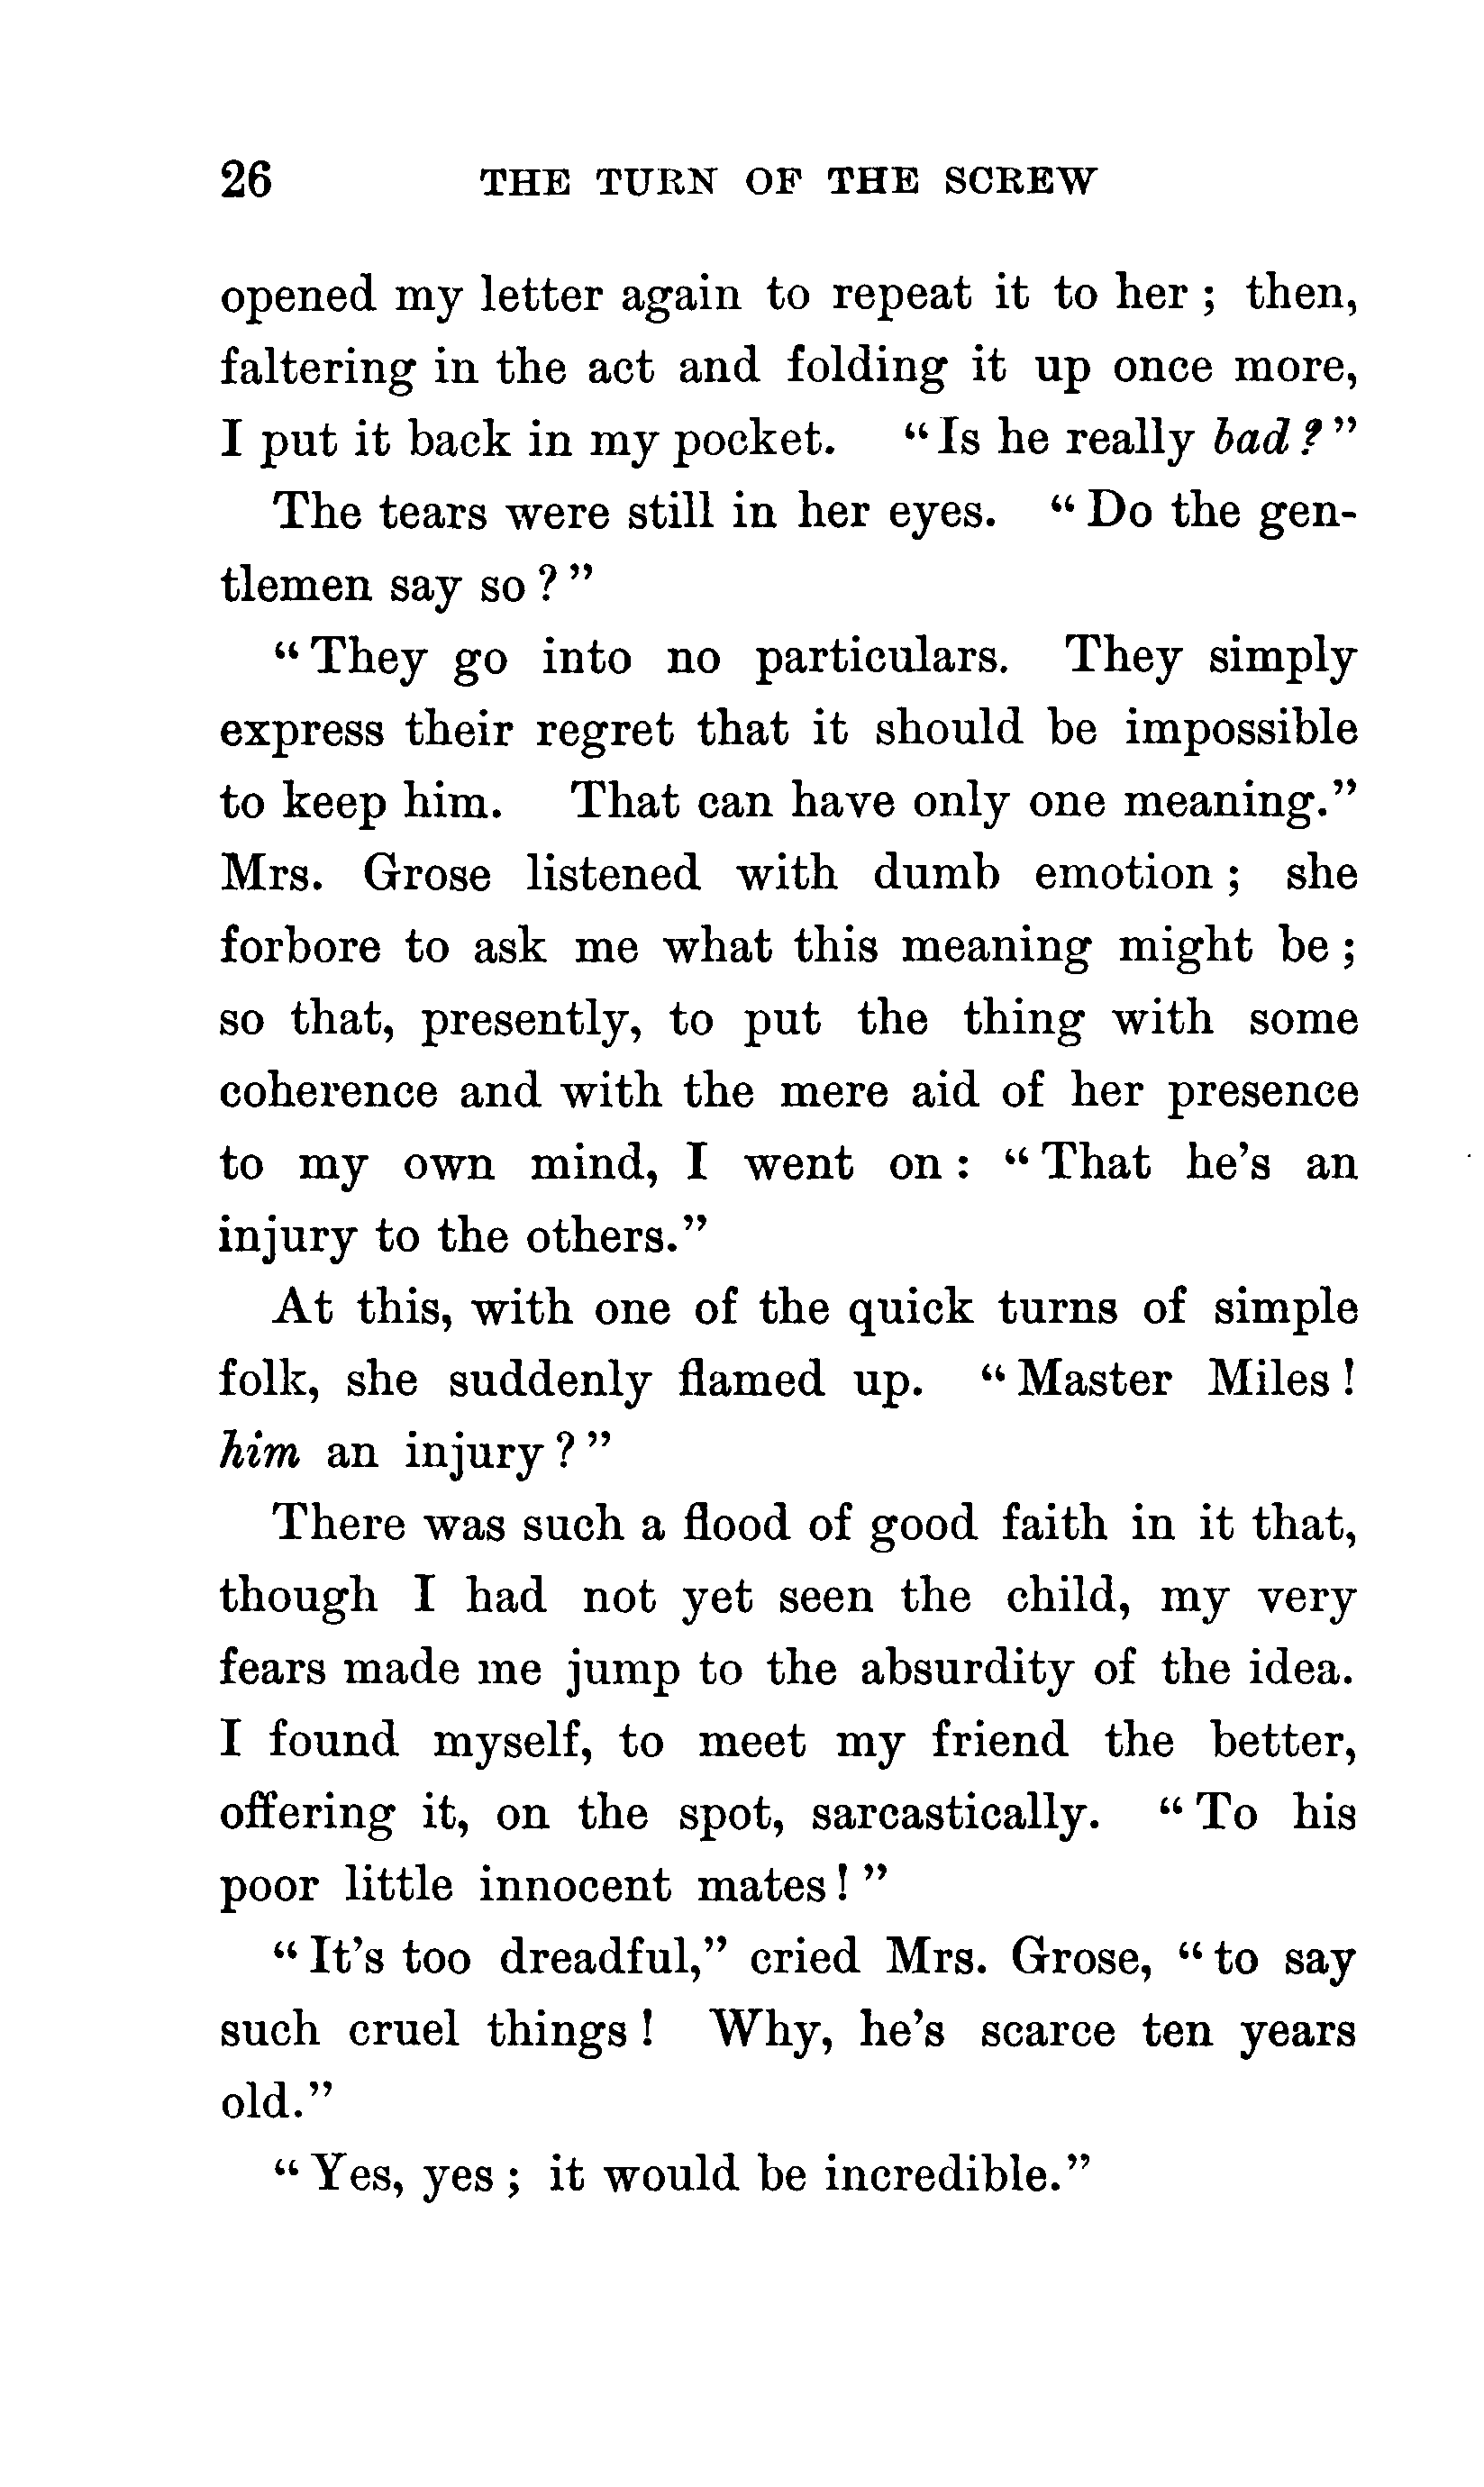 26 THE TURN OF THE SCREW
opened my letter again to repeat it to her ; then,
faltering in the act and folding it up once more,
I put it back in my pocket. “ Is he really bad ? ”
The tears were still in her eyes. “ Do the gen-
tlemen say so ? ”
“ They go into no particulars. They simply
express their regret that it should be impossible
to keep him. That can have only one meaning.”
Mrs. Grose listened with dumb emotion ; she
forbore to ask me what this meaning might be ;
so that, presently, to put the thing with some
coherence and with the mere aid of her presence
to my own mind, I went on : “ That he’s an
injury to the others.”
At this, with one of the quick turns of simple
folk, she suddenly flamed up. “ Master Miles !
him an injury ? ”
There was such a flood of good faith in it that,
though I had not yet seen the child, my very
fears made me jump to the absurdity of the idea.
I found myself, to meet my friend the better,
offering it, on the spot, sarcastically. “ To his
poor little innocent mates ! ”
“ It’s too dreadful,” cried Mrs. Grose, “ to say
such cruel things ! Why, he’s scarce ten years
old.”
“ Yes, yes ; it would be incredible.”